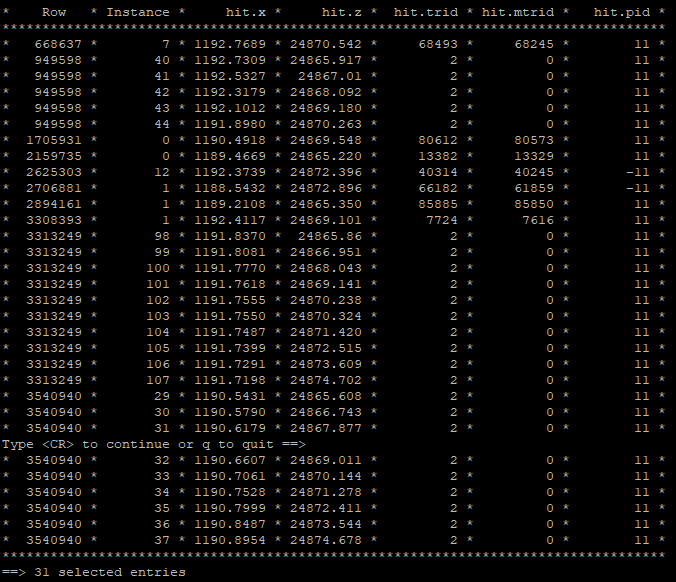 *    Row   * Instance *     hit.x *     hit.z *  hit.trid * hit.mtrid *   hit.pid *
***********************************************************************************
*   668637 *        7 * 1192.7689 * 24870.542 *     68493 *     68245 *        11 *
*   949598 *       40 * 1192.7309 * 24865.917 *         2 *         0 *        11 *
*   949598 *       41 * 1192.5327 *  24867.01 *         2 *         0 *        11 *
*   949598 *       42 * 1192.3179 * 24868.092 *         2 *         0 *        11 *
*   949598 *       43 * 1192.1012 * 24869.180 *         2 *         0 *        11 *
*   949598 *       44 * 1191.8980 * 24870.263 *         2 *         0 *        11 *
*  1705931 *        0 * 1190.4918 * 24869.548 *     80612 *     80573 *        11 *
*  2159735 *        0 * 1189.4669 * 24865.220 *     13382 *     13329 *        11 *
*  2625303 *       12 * 1192.3739 * 24872.396 *     40314 *     40245 *       -11 *
*  2706881 *        1 * 1188.5432 * 24872.896 *     66182 *     61859 *       -11 *
*  2894161 *        1 * 1189.2108 * 24865.350 *     85885 *     85850 *        11 *
*  3308393 *        1 * 1192.4117 * 24869.101 *      7724 *      7616 *        11 *
*  3313249 *       98 * 1191.8370 *  24865.86 *         2 *         0 *        11 *
*  3313249 *       99 * 1191.8081 * 24866.951 *         2 *         0 *        11 *
*  3313249 *      100 * 1191.7770 * 24868.043 *         2 *         0 *        11 *
*  3313249 *      101 * 1191.7618 * 24869.141 *         2 *         0 *        11 *
*  3313249 *      102 * 1191.7555 * 24870.238 *         2 *         0 *        11 *
*  3313249 *      103 * 1191.7550 * 24870.324 *         2 *         0 *        11 *
*  3313249 *      104 * 1191.7487 * 24871.420 *         2 *         0 *        11 *
*  3313249 *      105 * 1191.7399 * 24872.515 *         2 *         0 *        11 *
*  3313249 *      106 * 1191.7291 * 24873.609 *         2 *         0 *        11 *
*  3313249 *      107 * 1191.7198 * 24874.702 *         2 *         0 *        11 *
*  3540940 *       29 * 1190.5431 * 24865.608 *         2 *         0 *        11 *
*  3540940 *       30 * 1190.5790 * 24866.743 *         2 *         0 *        11 *
*  3540940 *       31 * 1190.6179 * 24867.877 *         2 *         0 *        11 *
Type <CR> to continue or q to quit ==>
*  3540940 *       32 * 1190.6607 * 24869.011 *         2 *         0 *        11 *
*  3540940 *       33 * 1190.7061 * 24870.144 *         2 *         0 *        11 *
*  3540940 *       34 * 1190.7528 * 24871.278 *         2 *         0 *        11 *
*  3540940 *       35 * 1190.7999 * 24872.411 *         2 *         0 *        11 *
*  3540940 *       36 * 1190.8487 * 24873.544 *         2 *         0 *        11 *
*  3540940 *       37 * 1190.8954 * 24874.678 *         2 *         0 *        11 *
***********************************************************************************
==> 31 selected entries